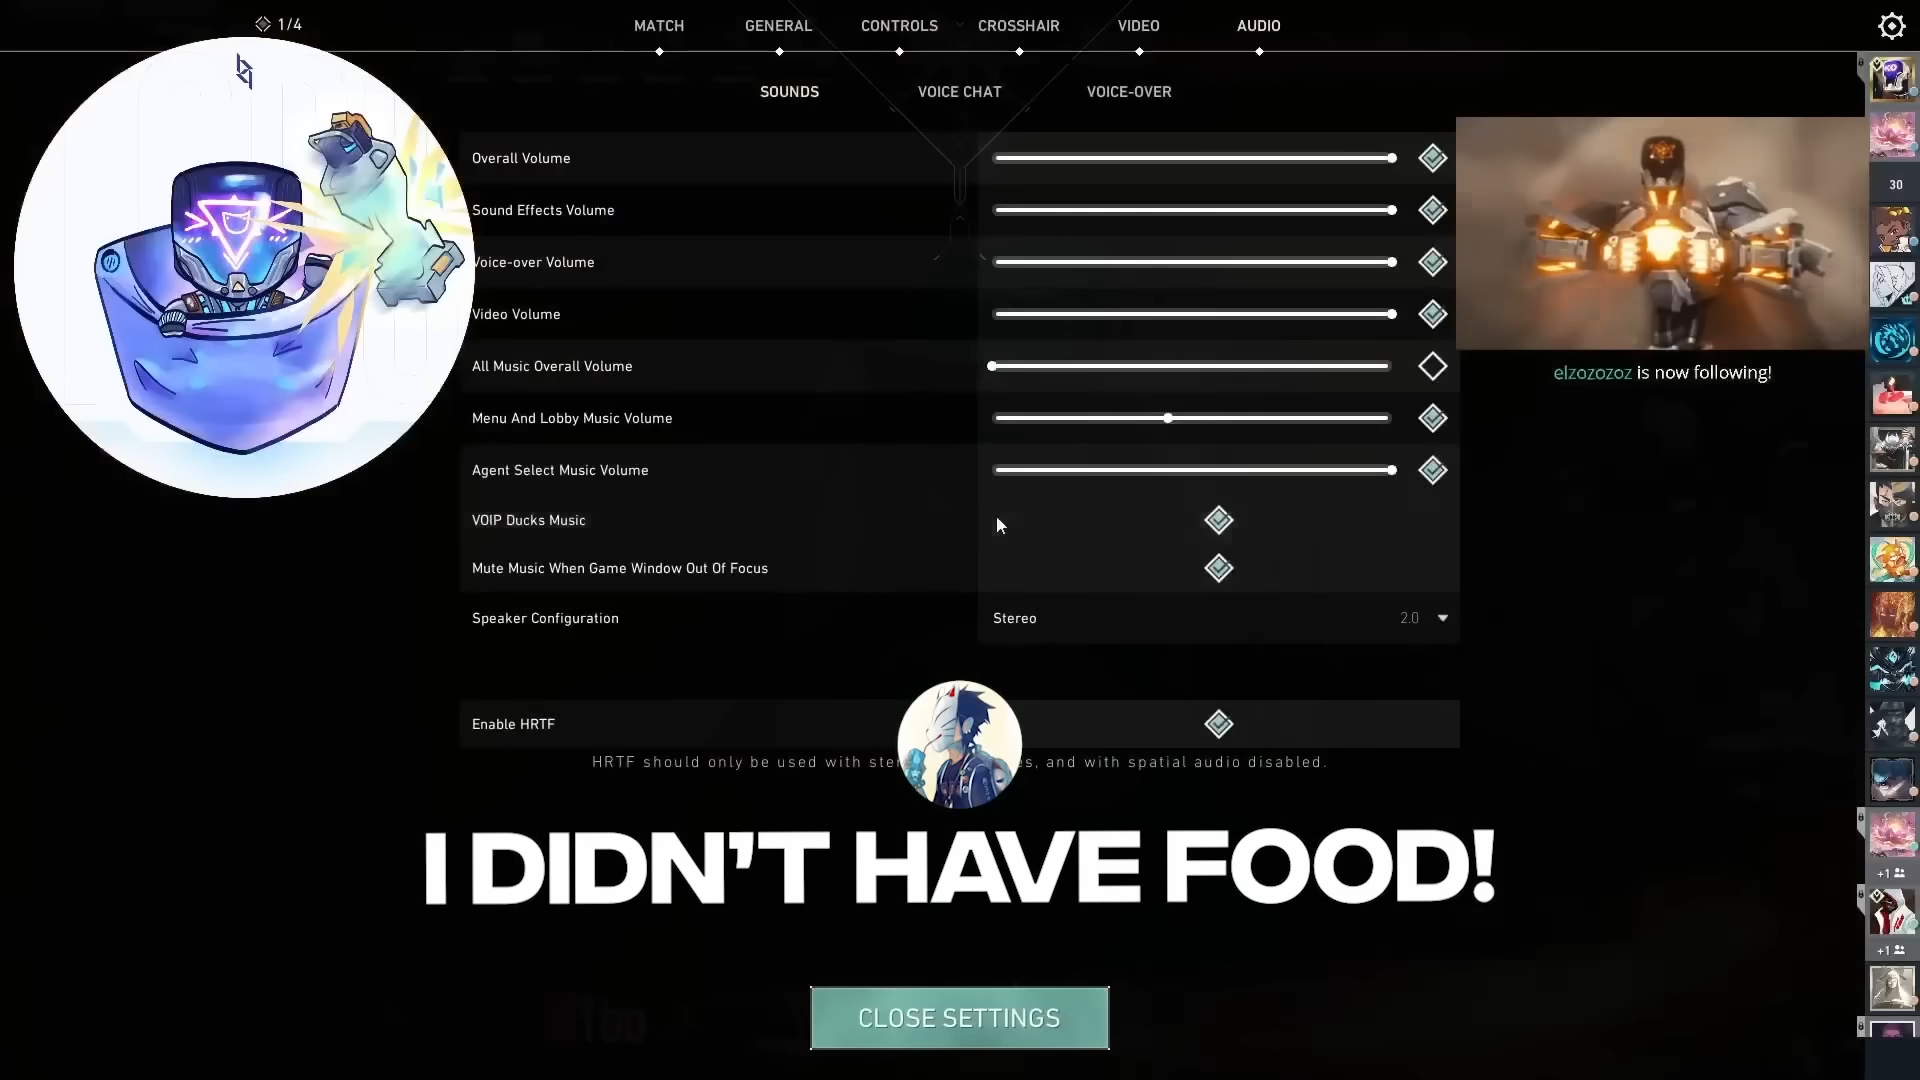 1/4
MATCH
GENERAL
CONTROLS
CROSSHAIR
VIDEO
AUDIO
SOUNDS
VOICE CHAT
VOICE-OVER
Overall Volume
Sound Effects Volume
Voice-over Volume
Video Volume
All Music Overall Volume
Menu And Lobby Music Volume
Agent Select Music Volume
VOIP Ducks Music
Mute Music When Game Window Out Of Focus
Speaker Configuration
Stereo
2.0
Enable HRTF
HRTF should only be used with and with spatial audio disabled.
I DIDN'T HAVE FOOD!
CLOSE SETTINGS
elzozozoz is now following!
30
+1
+1